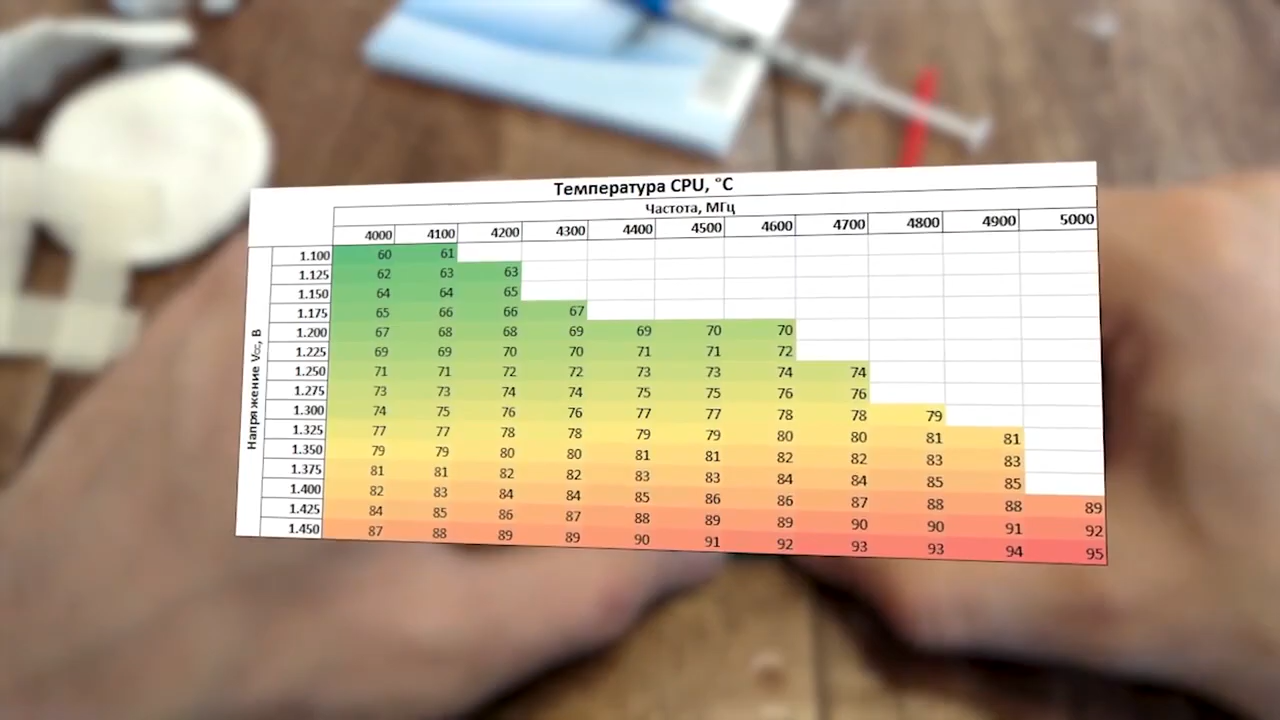 Температура CPU, °C
Частота, МГц
4000 4100 4200 4300 4400 4500 4600 4700 4800 4900 5000
Напряжение Vcc, В
1.100 60 61
1.125 62 63 63
1.150 64 64 65
1.175 65 66 66 67
1.200 67 68 68 69 69 70 70
1.225 69 69 70 70 71 71 72
1.250 71 71 72 72 73 73 74 74
1.275 73 73 74 74 75 75 76 76
1.300 74 75 76 76 77 77 78 78 79
1.325 77 77 78 78 79 79 80 80 81 81
1.350 79 79 80 80 81 81 82 82 83 83
1.375 81 81 82 82 83 83 84 84 85 85
1.400 82 83 84 84 85 86 86 87 88 88 89
1.425 84 85 86 87 88 89 89 90 90 91 92
1.450 87 88 89 89 90 91 92 93 93 94 95